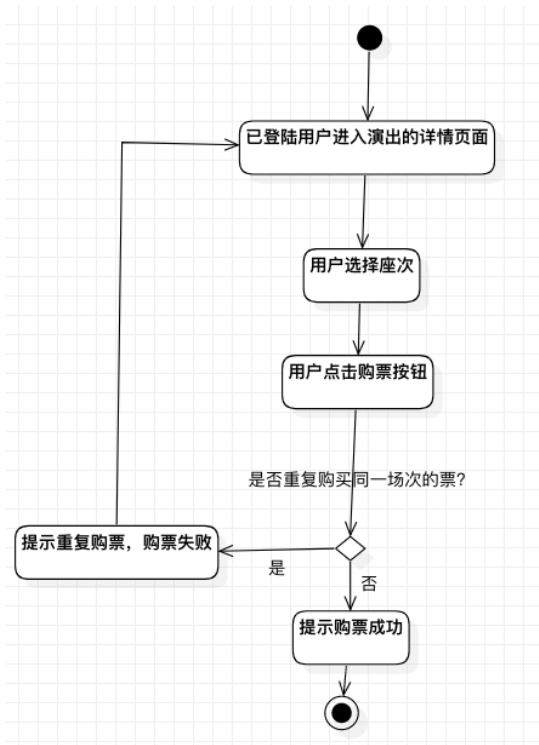 已登陆用户进入演出的详情页面
用户选择座次
用户点击购票按钮
是否重复购买同一场次的票?
提示重复购票，购票失败
是
否
提示购票成功